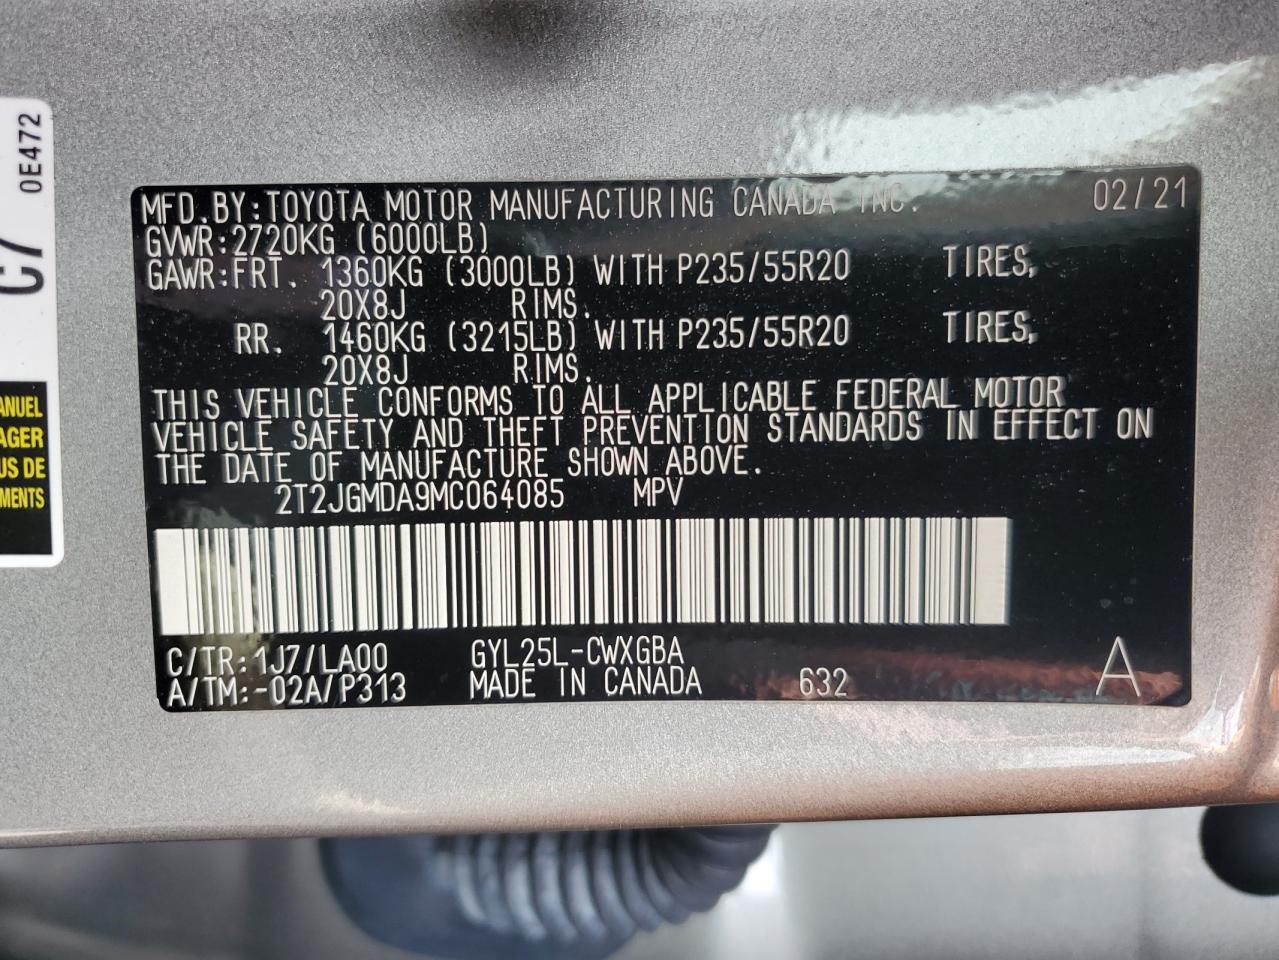 0E472
C7
ANUEL
AGER
US DE
MENTS
MFD.BY:TOYOTA MOTOR MANUFACTURING CANADA INC. 02/21
GVWR:2720KG (6000LB)
GAWR:FRT. 1360KG (3000LB) WITH P235/55R20 TIRES,
20X8J RIMS.
RR. 1460KG (3215LB) WITH P235/55R20 TIRES,
20X8J RIMS.
THIS VEHICLE CONFORMS TO ALL APPLICABLE FEDERAL MOTOR
VEHICLE SAFETY AND THEFT PREVENTION STANDARDS IN EFFECT ON
THE DATE OF MANUFACTURE SHOWN ABOVE.
2T2JGMDA9MC064085 MPV
C/TR:1J7/LA00 GYL25L-CWXGBA
A/TM:-02A/P313 MADE IN CANADA 632 A